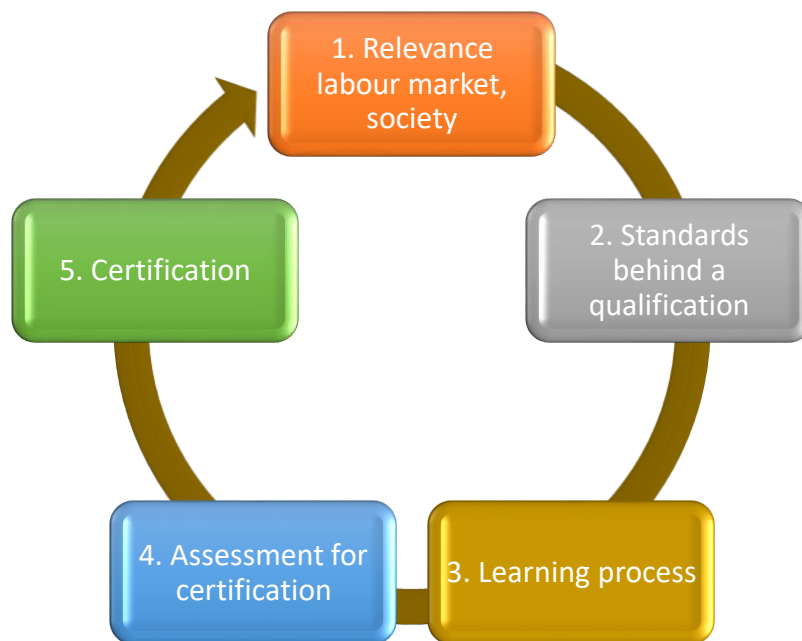 1. Relevance
labour market,
society
2. Standards
behind a
qualification
3. Learning process
4. Assessment for
certification
5. Certification